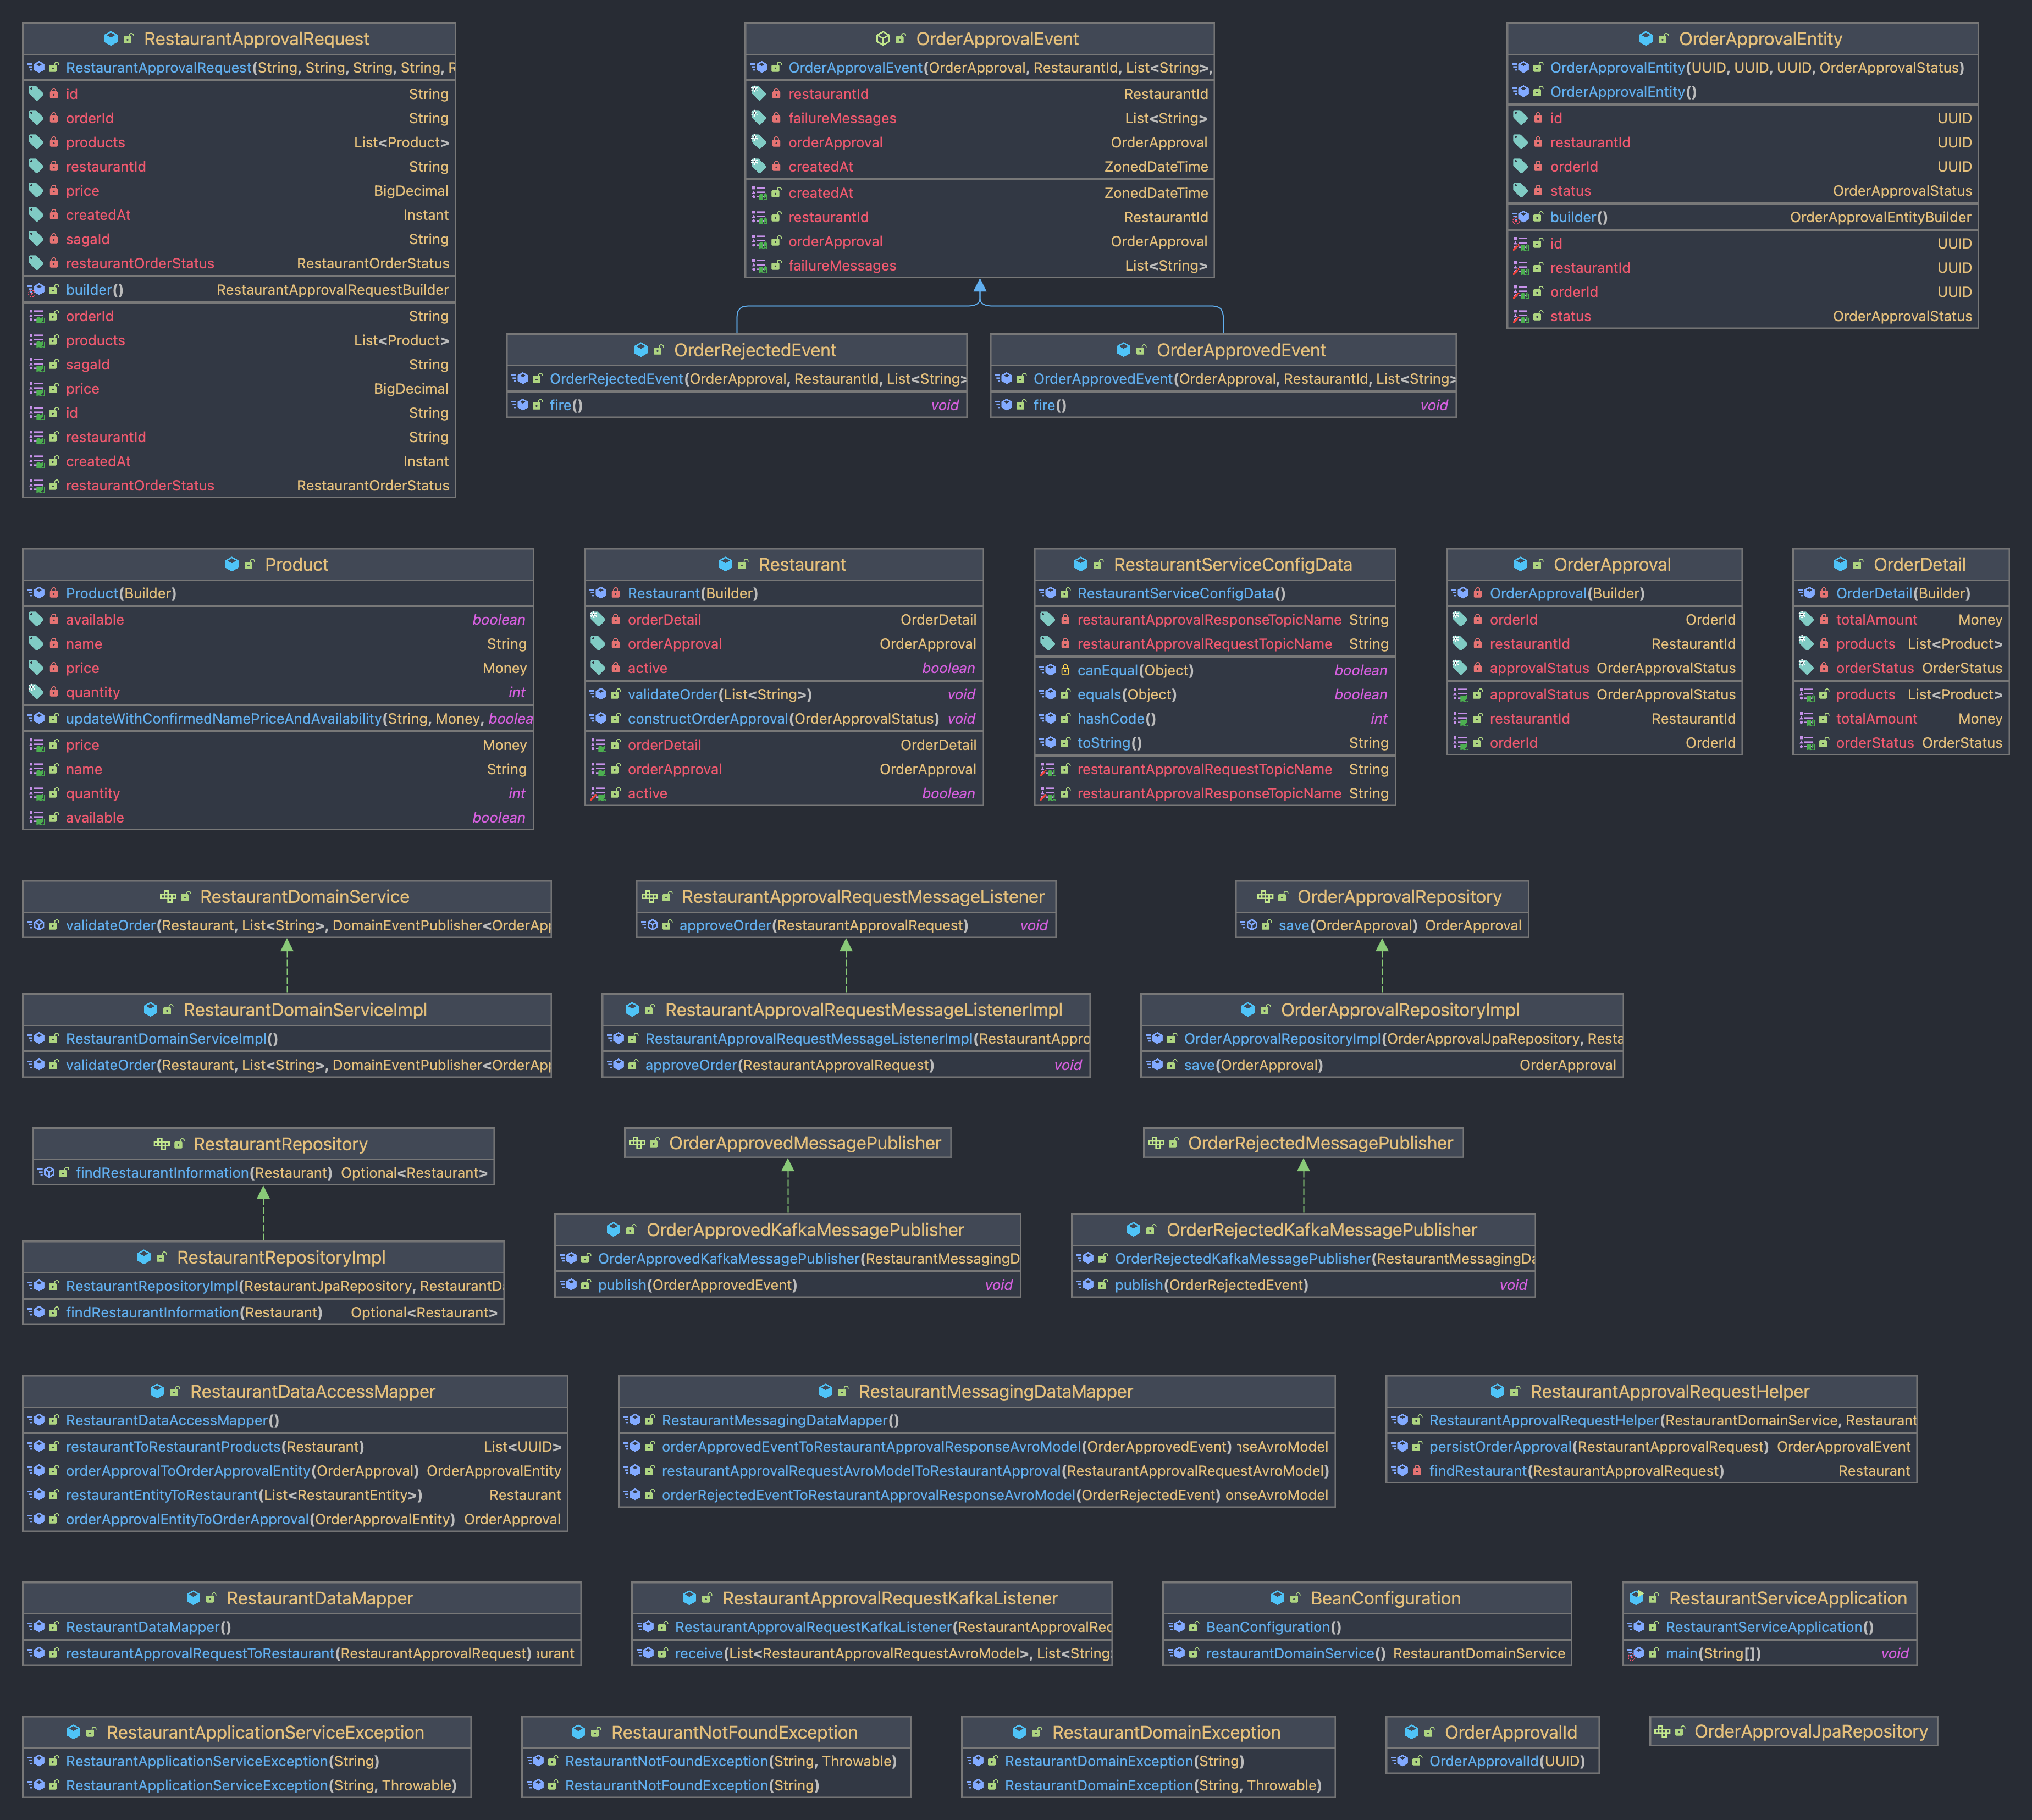 RestaurantApprovalRequest
RestaurantApprovalRequest(String, String, String, String, R
id String
orderId String
products List<Product>
restaurantId String
price BigDecimal
createdAt Instant
sagaId String
restaurantOrderStatus RestaurantOrderStatus
builder() RestaurantApprovalRequestBuilder
orderId String
products List<Product>
sagaId String
price BigDecimal
id String
restaurantId String
createdAt Instant
restaurantOrderStatus RestaurantOrderStatus
OrderApprovalEvent
OrderApprovalEvent(OrderApproval, RestaurantId, List<String>,
restaurantId RestaurantId
failureMessages List<String>
orderApproval OrderApproval
createdAt ZonedDateTime
createdAt ZonedDateTime
restaurantId RestaurantId
orderApproval OrderApproval
failureMessages List<String>
OrderRejectedEvent
OrderRejectedEvent(OrderApproval, RestaurantId, List<String>
fire() void
OrderApprovedEvent
OrderApprovedEvent(OrderApproval, RestaurantId, List<String>
fire() void
OrderApprovalEntity
OrderApprovalEntity(UUID, UUID, UUID, OrderApprovalStatus)
OrderApprovalEntity()
id UUID
restaurantId UUID
orderId UUID
status OrderApprovalStatus
builder() OrderApprovalEntityBuilder
id UUID
restaurantId UUID
orderId UUID
status OrderApprovalStatus
Product
Product(Builder)
available boolean
name String
price Money
quantity int
updateWithConfirmedNamePriceAndAvailability(String, Money, boolea
price Money
name String
quantity int
available boolean
Restaurant
Restaurant(Builder)
orderDetail OrderDetail
orderApproval OrderApproval
active boolean
validateOrder(List<String>) void
constructOrderApproval(OrderApprovalStatus) void
orderDetail OrderDetail
orderApproval OrderApproval
active boolean
RestaurantServiceConfigData
RestaurantServiceConfigData()
restaurantApprovalResponseTopicName String
restaurantApprovalRequestTopicName String
canEqual(Object) boolean
equals(Object) boolean
hashCode() int
toString() String
restaurantApprovalRequestTopicName String
restaurantApprovalResponseTopicName String
OrderApproval
OrderApproval(Builder)
orderId OrderId
restaurantId RestaurantId
approvalStatus OrderApprovalStatus
approvalStatus OrderApprovalStatus
restaurantId RestaurantId
orderId OrderId
OrderDetail
OrderDetail(Builder)
totalAmount Money
products List<Product>
orderStatus OrderStatus
products List<Product>
totalAmount Money
orderStatus OrderStatus
RestaurantDomainService
validateOrder(Restaurant, List<String>, DomainEventPublisher<OrderAp
RestaurantDomainServiceImpl
RestaurantDomainServiceImpl()
validateOrder(Restaurant, List<String>, DomainEventPublisher<OrderAp
RestaurantApprovalRequestMessageListener
approveOrder(RestaurantApprovalRequest) void
RestaurantApprovalRequestMessageListenerImpl
RestaurantApprovalRequestMessageListenerImpl(RestaurantAppro
approveOrder(RestaurantApprovalRequest) void
OrderApprovalRepository
save(OrderApproval) OrderApproval
OrderApprovalRepositoryImpl
OrderApprovalRepositoryImpl(OrderApprovalJpaRepository, Resta
save(OrderApproval) OrderApproval
RestaurantRepository
findRestaurantInformation(Restaurant) Optional<Restaurant>
RestaurantRepositoryImpl
RestaurantRepositoryImpl(RestaurantJpaRepository, RestaurantD
findRestaurantInformation(Restaurant) Optional<Restaurant>
OrderApprovedMessagePublisher
OrderApprovedKafkaMessagePublisher
OrderApprovedKafkaMessagePublisher(RestaurantMessagingD
publish(OrderApprovedEvent) void
OrderRejectedMessagePublisher
OrderRejectedKafkaMessagePublisher
OrderRejectedKafkaMessagePublisher(RestaurantMessagingDa
publish(OrderRejectedEvent) void
RestaurantDataAccessMapper
RestaurantDataAccessMapper()
restaurantToRestaurantProducts(Restaurant) List<UUID>
orderApprovalToOrderApprovalEntity(OrderApproval) OrderApprovalEntity
restaurantEntityToRestaurant(List<RestaurantEntity>) Restaurant
orderApprovalEntityToOrderApproval(OrderApprovalEntity) OrderApproval
RestaurantMessagingDataMapper
RestaurantMessagingDataMapper()
orderApprovedEventToRestaurantApprovalResponseAvroModel(OrderApprovedEvent) nseAvroModel
restaurantApprovalRequestAvroModelToRestaurantApproval(RestaurantApprovalRequestAvroModel)
orderRejectedEventToRestaurantApprovalResponseAvroModel(OrderRejectedEvent) onseAvroModel
RestaurantApprovalRequestHelper
RestaurantApprovalRequestHelper(RestaurantDomainService, Restaurant
persistOrderApproval(RestaurantApprovalRequest) OrderApprovalEvent
findRestaurant(RestaurantApprovalRequest) Restaurant
RestaurantDataMapper
RestaurantDataMapper()
restaurantApprovalRequestToRestaurant(RestaurantApprovalRequest) aurant
RestaurantApprovalRequestKafkaListener
RestaurantApprovalRequestKafkaListener(RestaurantApprovalRec
receive(List<RestaurantApprovalRequestAvroModel>, List<String
BeanConfiguration
BeanConfiguration()
restaurantDomainService() RestaurantDomainService
RestaurantServiceApplication
RestaurantServiceApplication()
main(String[]) void
RestaurantApplicationServiceException
RestaurantApplicationServiceException(String)
RestaurantApplicationServiceException(String, Throwable)
RestaurantNotFoundException
RestaurantNotFoundException(String, Throwable)
RestaurantNotFoundException(String)
RestaurantDomainException
RestaurantDomainException(String)
RestaurantDomainException(String, Throwable)
OrderApprovalId
OrderApprovalId(UUID)
OrderApprovalJpaRepository